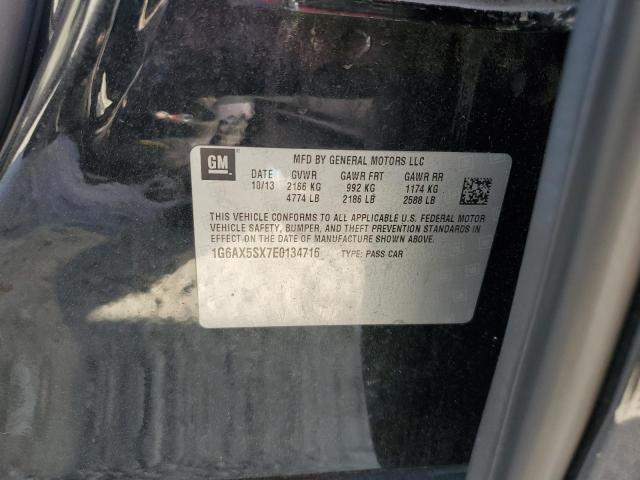 GM
MFD BY GENERAL MOTORS LLC
DATE GVWR GAWR FRT GAWR RR
10/13 2166 KG 992 KG 1174 KG
4774 LB 2186 LB 2588 LB
THIS VEHICLE CONFORMS TO ALL APPLICABLE U.S. FEDERAL MOTOR
VEHICLE SAFETY, BUMPER, AND THEFT PREVENTION STANDARDS
IN EFFECT ON THE DATE OF MANUFACTURE SHOWN ABOVE.
1G6AX5SX7E0134716 TYPE: PASS CAR